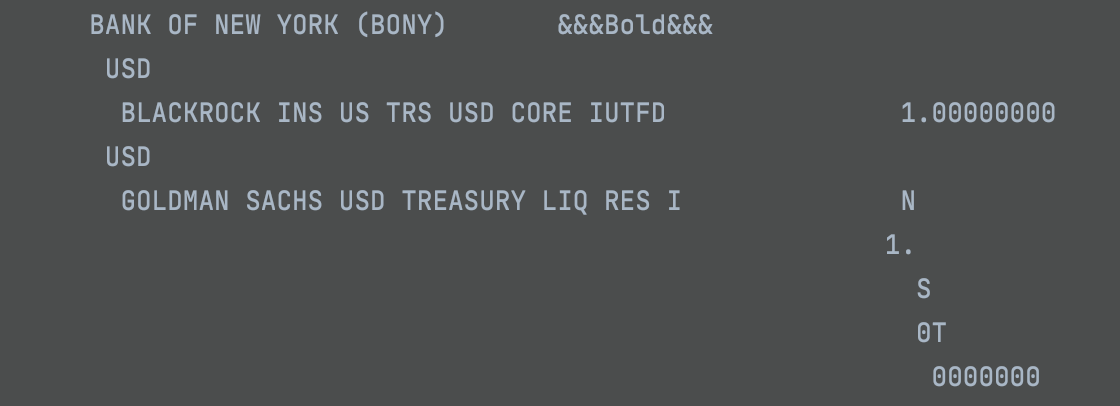 BANK OF NEW YORK (BONY) &&&Bold&&&
USD
BLACKROCK INS US TRS USD CORE IUTFD 1.00000000
USD
GOLDMAN SACHS USD TREASURY LIQ RES I N
1.
S
0T
0000000